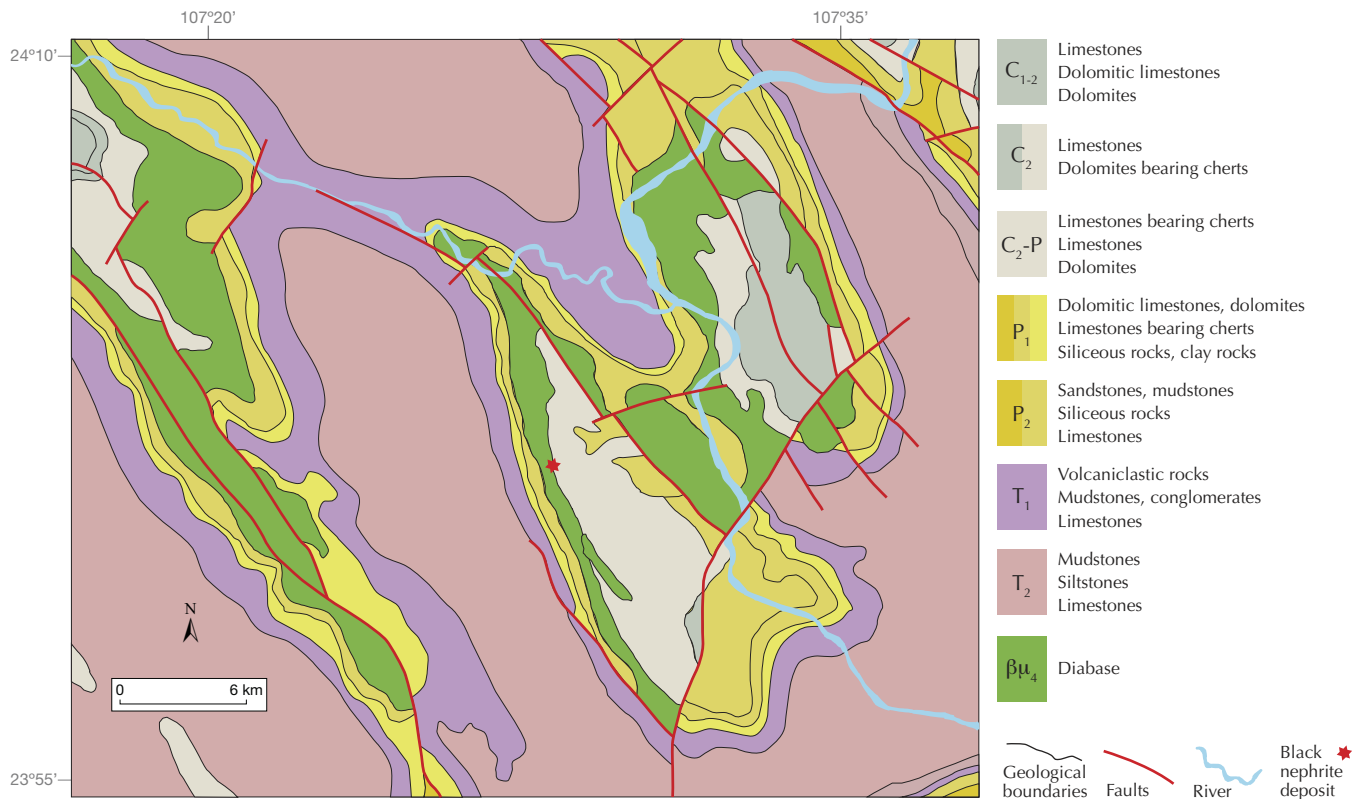 107°20’ 107°35’
24°10’
23°55’
N
0 6 km
C1-2
Limestones
Dolomitic limestones
Dolomites
C2
Limestones
Dolomites bearing cherts
C2-P
Limestones bearing cherts
Limestones
Dolomites
P1
Dolomitic limestones, dolomites
Limestones bearing cherts
Siliceous rocks, clay rocks
P2
Sandstones, mudstones
Siliceous rocks
Limestones
T1
Volcaniclastic rocks
Mudstones, conglomerates
Limestones
T2
Mudstones
Siltstones
Limestones
βμ4 Diabase
Geological
boundaries
Faults
River
Black
nephrite
deposit